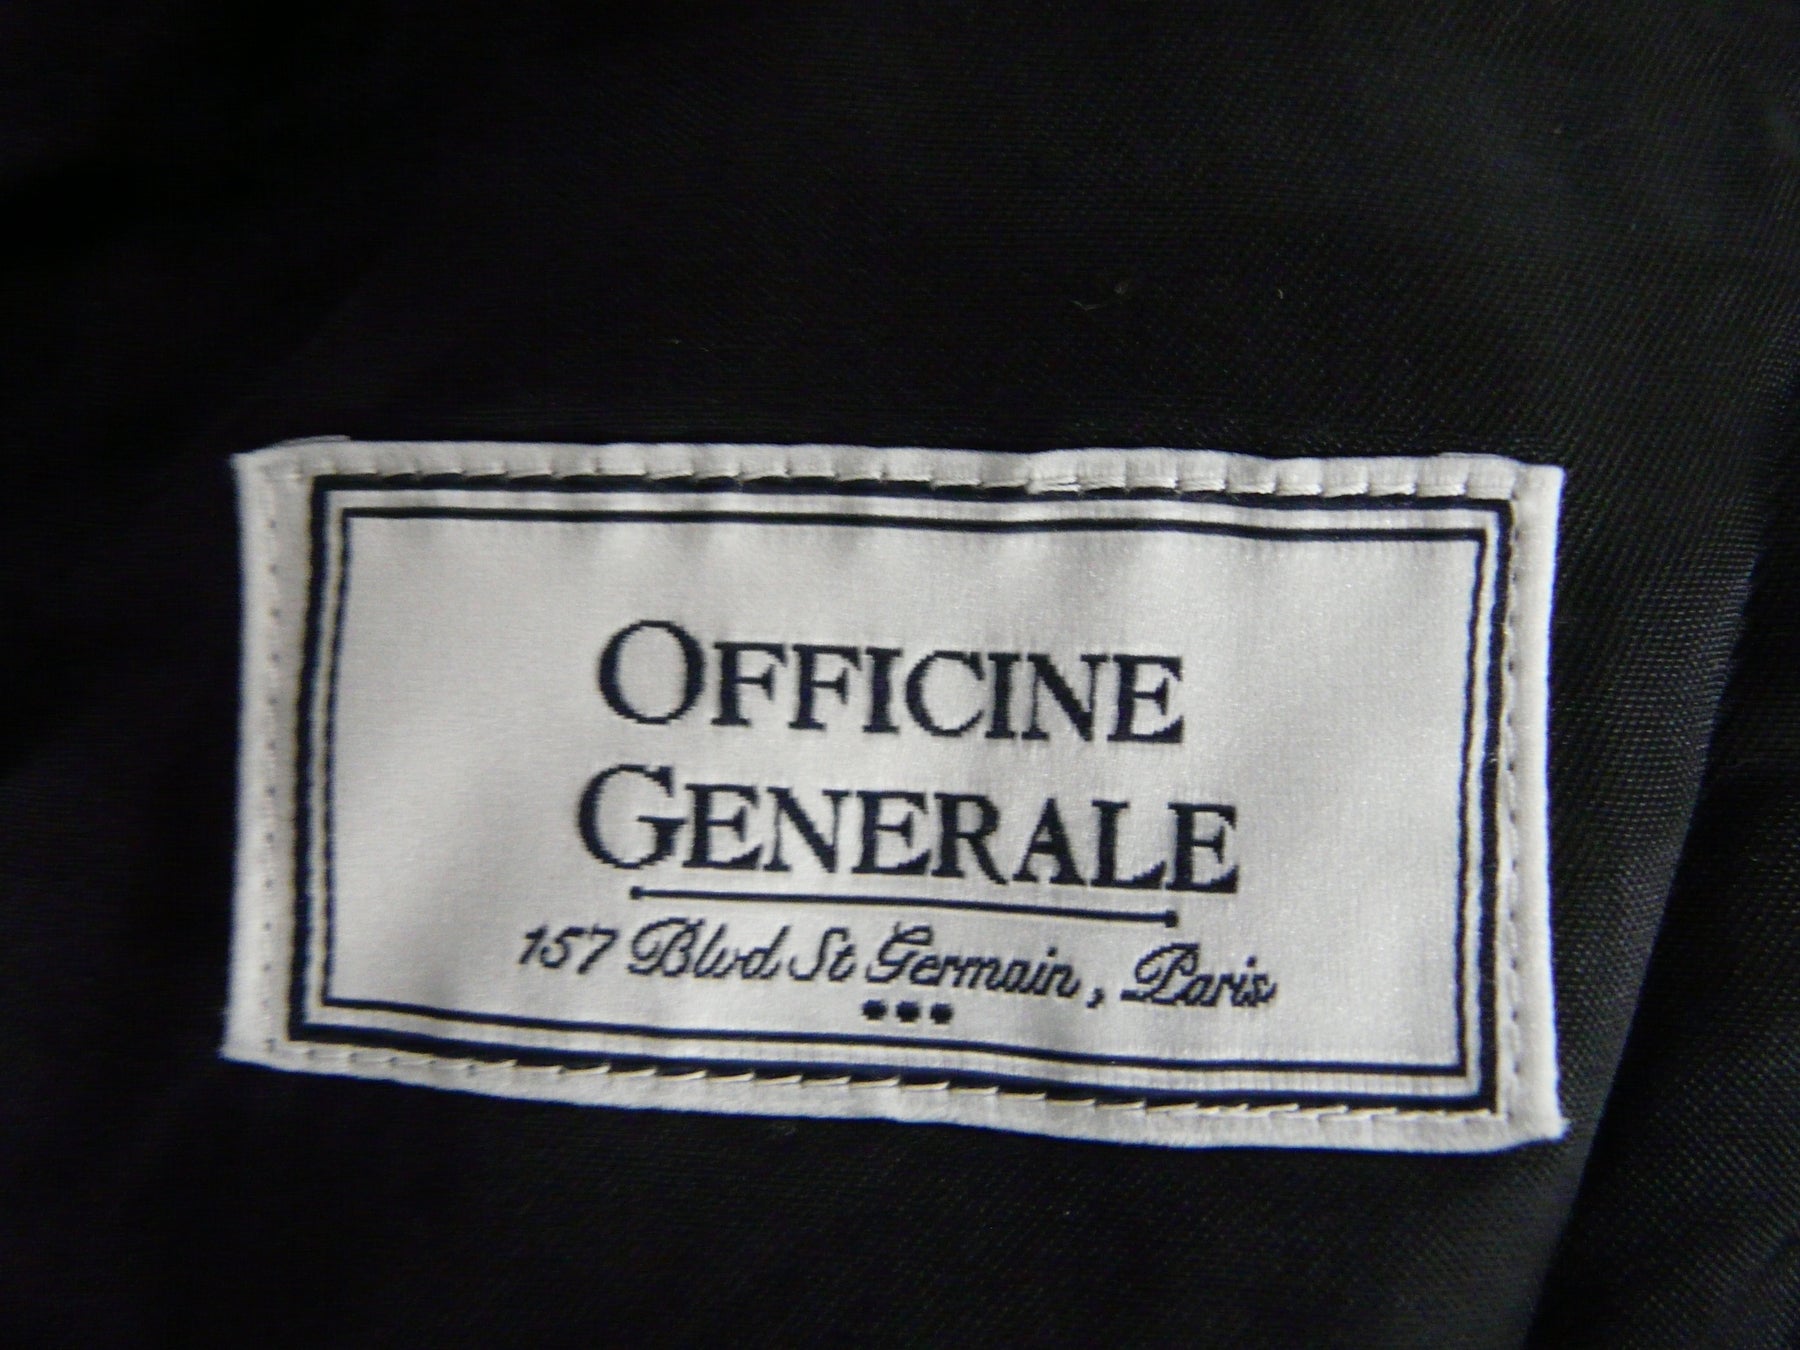 OFFICINE
GENERALE
157 Blvd St Germain, Paris